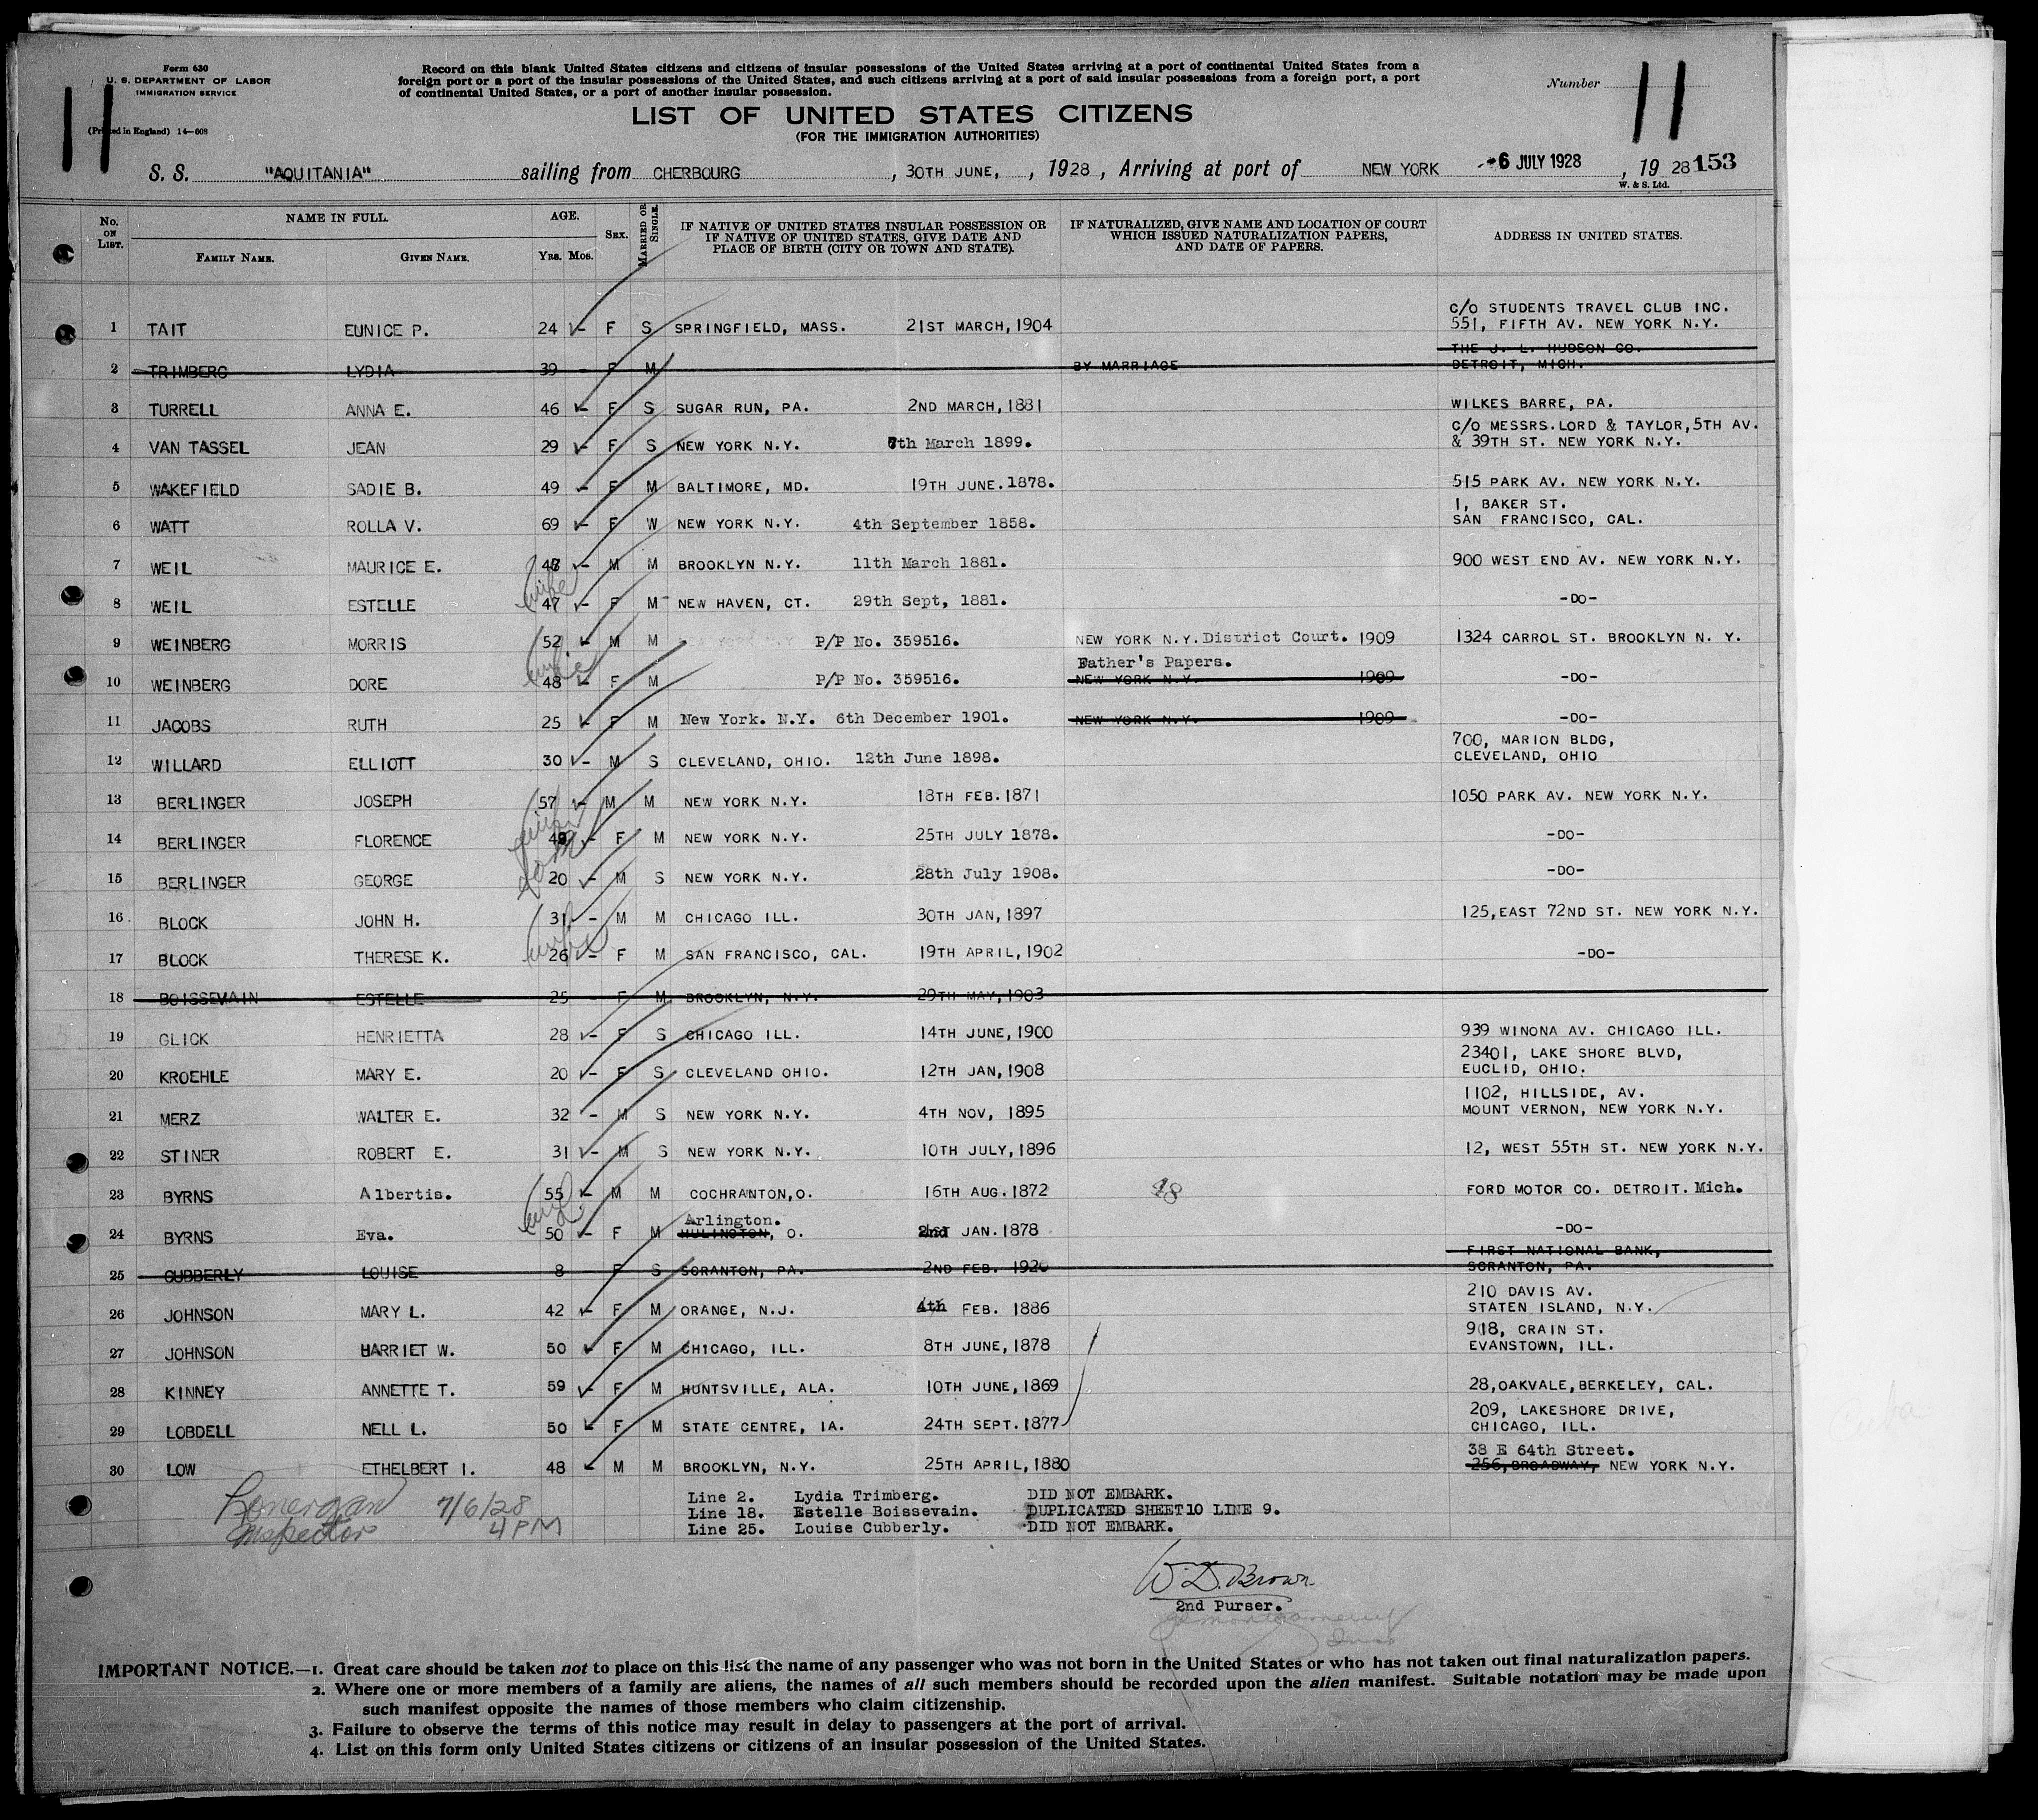 Form 630
U. S. DEPARTMENT OF LABOR
IMMIGRATION SERVICE
(Printed in England) 14—608
11
Record on this blank United States citizens and citizens of insular possessions of the United States arriving at a port of continental United States from a
foreign port or a port of the insular possessions of the United States, and such citizens arriving at a port of said insular possessions from a foreign port, a port
of continental United States, or a port of another insular possession.
Number 11
LIST OF UNITED STATES CITIZENS
(FOR THE IMMIGRATION AUTHORITIES)
S. S. "AQUITANIA" sailing from CHERBOURG, 30TH JUNE, 1928, Arriving at port of NEW YORK 6 JULY 1928, 1928 153
W. & S. Ltd.
No. ON LIST. NAME IN FULL. FAMILY NAME. GIVEN NAME. AGE. YRS. MOS. SEX. MARRIED OR SINGLE. IF NATIVE OF UNITED STATES INSULAR POSSESSION OR IF NATIVE OF UNITED STATES, GIVE DATE AND PLACE OF BIRTH (CITY OR TOWN AND STATE). IF NATURALIZED, GIVE NAME AND LOCATION OF COURT WHICH ISSUED NATURALIZATION PAPERS, AND DATE OF PAPERS. ADDRESS IN UNITED STATES.
1 TAIT EUNICE P. 24 - F S SPRINGFIELD, MASS. 21ST MARCH, 1904 C/O STUDENTS TRAVEL CLUB INC. 551, FIFTH AV. NEW YORK N.Y.
2 TRIMBERG LYDIA 39 - F M BY MARRIAGE THE J. L. HUDSON CO. DETROIT, MICH.
3 TURRELL ANNA E. 46 - F S SUGAR RUN, PA. 2ND MARCH, 1881 WILKES BARRE, PA.
4 VAN TASSEL JEAN 29 - F S NEW YORK N.Y. 7th March 1899. C/O MESSRS. LORD & TAYLOR, 5TH AV. & 39TH ST. NEW YORK N.Y.
5 WAKEFIELD SADIE B. 49 - F M BALTIMORE, MD. 19TH JUNE. 1878. 515 PARK AV. NEW YORK N.Y.
6 WATT ROLLA V. 69 - F W NEW YORK N.Y. 4th September 1858. 1, BAKER ST. SAN FRANCISCO, CAL.
7 WEIL MAURICE E. - M M BROOKLYN N.Y. 11th March 1881. 900 WEST END AV. NEW YORK N.Y.
8 WEIL ESTELLE wife 47 - F M NEW HAVEN, CT. 29th Sept, 1881. -DO-
9 WEINBERG MORRIS 52 - M M P/P No. 359516. NEW YORK N.Y. District Court. 1909 1324 CARROL ST. BROOKLYN N. Y.
10 WEINBERG DORE wife 48 - F M P/P No. 359516. Father's Papers. NEW YORK N.Y. 1909 -DO-
11 JACOBS RUTH 25 - F M New York. N.Y. 6th December 1901. NEW YORK N.Y. 1909 -DO-
12 WILLARD ELLIOTT 30 - M S CLEVELAND, OHIO. 12th June 1898. 700, MARION BLDG, CLEVELAND, OHIO
13 BERLINGER JOSEPH 57 - M M NEW YORK N.Y. 18TH FEB. 1871 1050 PARK AV. NEW YORK N.Y.
14 BERLINGER FLORENCE wife - F M NEW YORK N.Y. 25TH JULY 1878. -DO-
15 BERLINGER GEORGE son 20 - M S NEW YORK N.Y. 28th July 1908. -DO-
16 BLOCK JOHN H. 31 - M M CHICAGO ILL. 30TH JAN, 1897 125, EAST 72ND ST. NEW YORK N.Y.
17 BLOCK THERESE K. wife 26 - F M SAN FRANCISCO, CAL. 19TH APRIL, 1902 -DO-
18 BOISSEVAIN ESTELLE 25 - F M BROOKLYN, N.Y. 29TH MAY, 1903
19 GLICK HENRIETTA 28 - F S CHICAGO ILL. 14TH JUNE, 1900 939 WINONA AV. CHICAGO ILL.
20 KROEHLE MARY E. 20 - F S CLEVELAND OHIO. 12TH JAN, 1908 23401, LAKE SHORE BLVD, EUCLID, OHIO.
21 MERZ WALTER E. 32 - M S NEW YORK N.Y. 4TH NOV, 1895 1102, HILLSIDE, AV. MOUNT VERNON, NEW YORK N.Y.
22 STINER ROBERT E. 31 - M S NEW YORK N.Y. 10TH JULY, 1896 12, WEST 55TH ST. NEW YORK N.Y.
23 BYRNS Albertis. 55 - M M COCHRANTON, O. 16TH AUG. 1872 48 FORD MOTOR CO. DETROIT. Mich.
24 BYRNS Eva. wife 50 - F M Arlington. HULINGTON, O. 2nd JAN. 1878 -DO-
25 CUBBERLY LOUISE 8 F S SCRANTON, PA. 2ND FEB. 1920 FIRST NATIONAL BANK, SCRANTON, PA.
26 JOHNSON MARY L. 42 - F M ORANGE, N.J. 4th FEB. 1886 210 DAVIS AV. STATEN ISLAND, N.Y.
27 JOHNSON HARRIET W. 50 - F M CHICAGO, ILL. 8TH JUNE, 1878 918, CRAIN ST. EVANSTOWN, ILL.
28 KINNEY ANNETTE T. 59 - F M HUNTSVILLE, ALA. 10TH JUNE, 1869 28, OAKVALE, BERKELEY, CAL.
29 LOBDELL NELL L. 50 - F M STATE CENTRE, IA. 24TH SEPT. 1877 209, LAKESHORE DRIVE, CHICAGO, ILL.
30 LOW ETHELBERT I. 48 - M M BROOKLYN, N.Y. 25TH APRIL, 1880 38 E 64th Street. 256, BROADWAY, NEW YORK N.Y.
Line 2. Lydia Trimberg. DID NOT EMBARK.
Line 18. Estelle Boissevain. DUPLICATED SHEET 10 LINE 9.
Line 25. Louise Cubberly. DID NOT EMBARK.
Lonergan 7/6/28
Inspector 4 PM
W. D. Brown
2nd Purser.
IMPORTANT NOTICE.—1. Great care should be taken not to place on this list the name of any passenger who was not born in the United States or who has not taken out final naturalization papers.
2. Where one or more members of a family are aliens, the names of all such members should be recorded upon the alien manifest. Suitable notation may be made upon
such manifest opposite the names of those members who claim citizenship.
3. Failure to observe the terms of this notice may result in delay to passengers at the port of arrival.
4. List on this form only United States citizens or citizens of an insular possession of the United States.